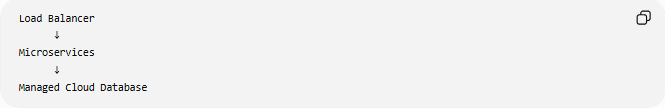 Load Balancer
↓
Microservices
↓
Managed Cloud Database